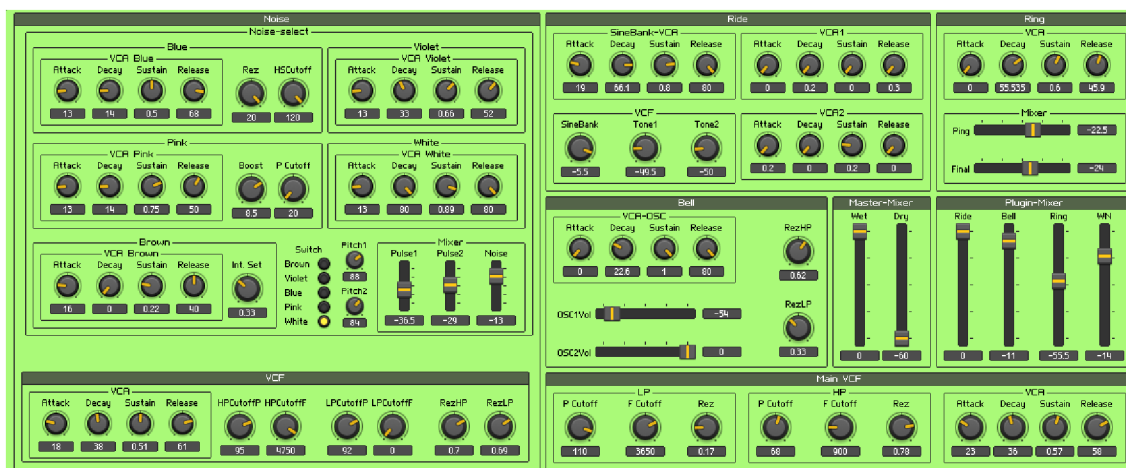 Noise
Noise-select
Blue
VCA Blue
Attack Decay Sustain Release
13 14 0.5 68
Rez HSCutoff
20 120
Violet
VCA Violet
Attack Decay Sustain Release
13 33 0.66 52
Pink
VCA Pink
Attack Decay Sustain Release
13 14 0.75 50
Boost P Cutoff
8.5 20
White
VCA White
Attack Decay Sustain Release
13 80 0.89 80
Brown
VCA Brown
Attack Decay Sustain Release
16 0 0.22 40
Int. Set
0.33
Switch
Brown
Violet
Blue
Pink
White
Pitch1
88
Pitch2
84
Mixer
Pulse1 Pulse2 Noise
-36.5 -29 -13
VCF
VCA
Attack Decay Sustain Release
18 38 0.51 61
HPCutoffP HPCutoffF LPCutoffP LPCutoffF RezHP RezLP
95 4750 92 0 0.7 0.69
Ride
SineBank-VCA
Attack Decay Sustain Release
19 66.1 0.8 80
VCA1
Attack Decay Sustain Release
0 0.2 0 0.3
VCF
SineBank Tone1 Tone2
-5.5 -49.5 -50
VCA2
Attack Decay Sustain Release
0.2 0 0.2 0
Ring
VCA
Attack Decay Sustain Release
0 55.535 0.6 45.9
Mixer
Ping -22.5
Final -24
Bell
VCA-OSC
Attack Decay Sustain Release
0 22.6 1 80
RezHP
0.62
OSC1Vol -54
RezLP
0.33
OSC2Vol 0
Master-Mixer
Wet Dry
0 -60
Plugin-Mixer
Ride Bell Ring WN
0 -11 -55.5 -14
Main VCF
LP
P Cutoff F Cutoff Rez
110 3650 0.17
HP
P Cutoff F Cutoff Rez
68 900 0.78
VCA
Attack Decay Sustain Release
23 36 0.57 58